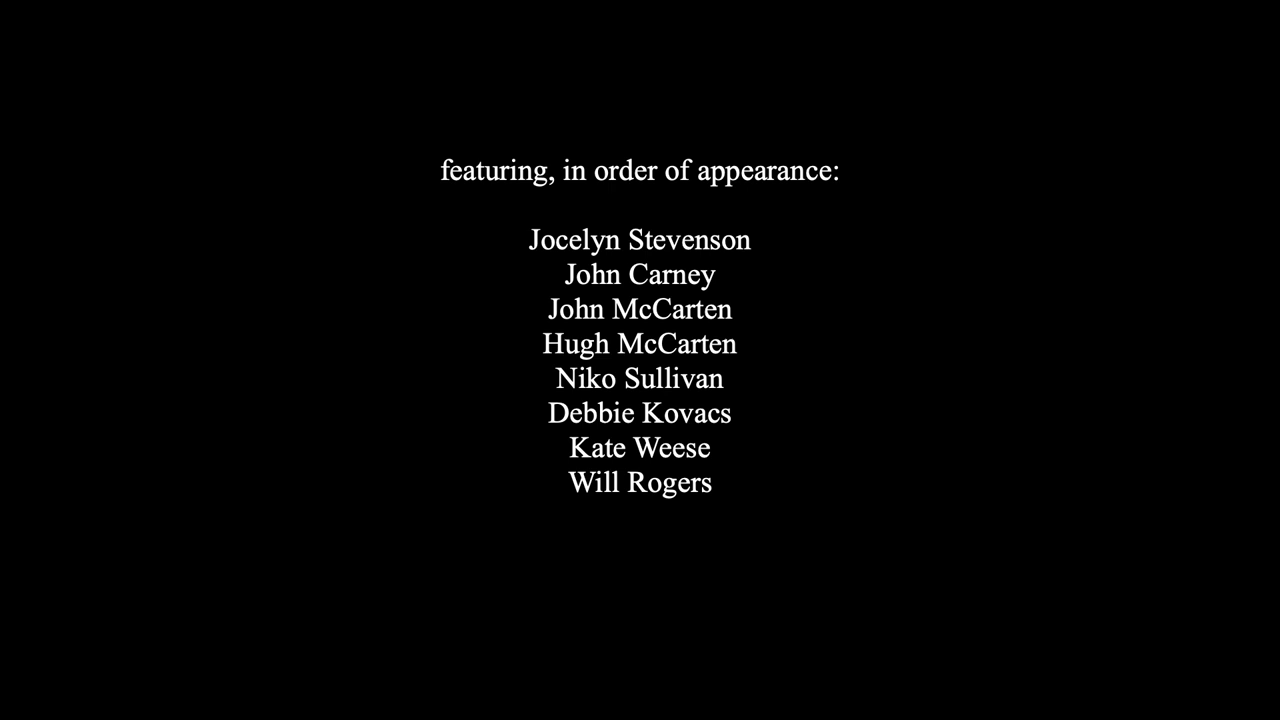 featuring, in order of appearance:
Jocelyn Stevenson
John Carney
John McCarten
Hugh McCarten
Niko Sullivan
Debbie Kovacs
Kate Weese
Will Rogers